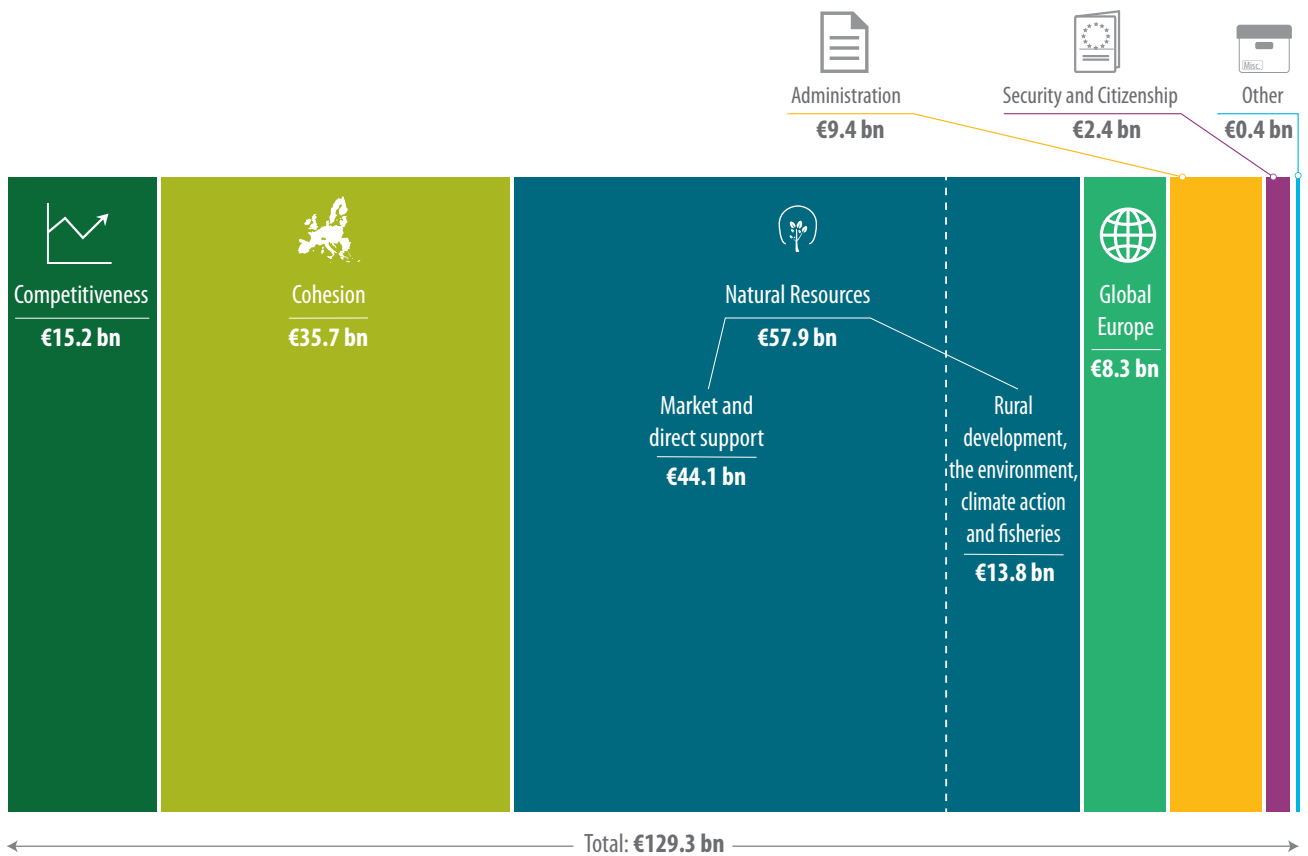 Misc.
Administration
€9.4 bn
Security and Citizenship
€2.4 bn
Other
€0.4 bn
Competitiveness
€15.2 bn
Cohesion
€35.7 bn
Natural Resources
€57.9 bn
Market and
direct support
€44.1 bn
Rural
development,
the environment,
climate action
and fisheries
€13.8 bn
Global
Europe
€8.3 bn
Total: €129.3 bn